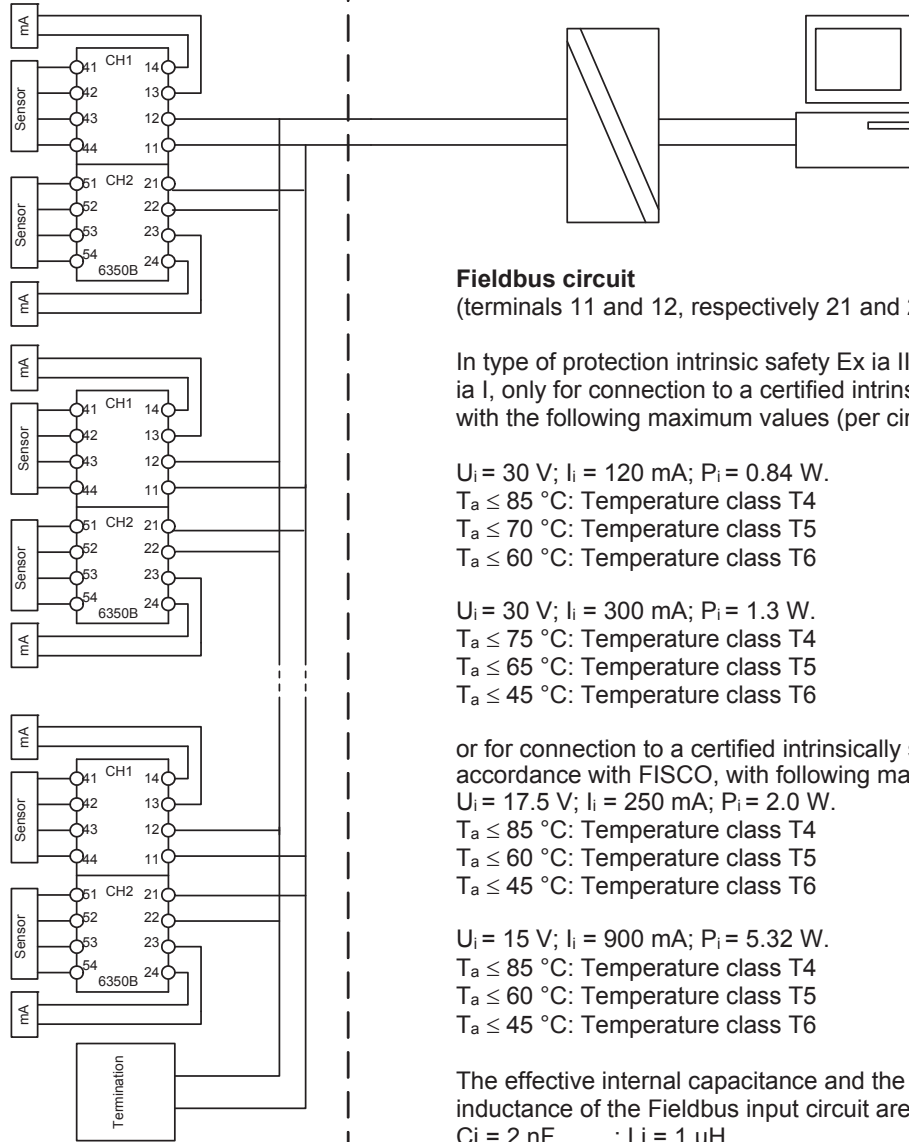 mA
CH1
41 14
Sensor
42 13
43 12
44 11
51 CH2 21
Sensor
52 22
53 23
54 24
6350B
mA
mA
CH1
41 14
Sensor
42 13
43 12
44 11
51 CH2 21
Sensor
52 22
53 23
54 24
6350B
mA
mA
CH1
41 14
Sensor
42 13
43 12
44 11
51 CH2 21
Sensor
52 22
53 23
54 24
6350B
mA
Termination
Fieldbus circuit
(terminals 11 and 12, respectively 21 and
In type of protection intrinsic safety Ex ia
ia I, only for connection to a certified
with the following maximum values (per
Ui = 30 V; Ii = 120 mA; Pi = 0.84 W.
Ta ≤ 85 °C: Temperature class T4
Ta ≤ 70 °C: Temperature class T5
Ta ≤ 60 °C: Temperature class T6
Ui = 30 V; Ii = 300 mA; Pi = 1.3 W.
Ta ≤ 75 °C: Temperature class T4
Ta ≤ 65 °C: Temperature class T5
Ta ≤ 45 °C: Temperature class T6
or for connection to a certified intrinsically
accordance with FISCO, with following
Ui = 17.5 V; Ii = 250 mA; Pi = 2.0 W.
Ta ≤ 85 °C: Temperature class T4
Ta ≤ 60 °C: Temperature class T5
Ta ≤ 45 °C: Temperature class T6
Ui = 15 V; Ii = 900 mA; Pi = 5.32 W.
Ta ≤ 85 °C: Temperature class T4
Ta ≤ 60 °C: Temperature class T5
Ta ≤ 45 °C: Temperature class T6
The effective internal capacitance and the
inductance of the Fieldbus input circuit are
Ci = 2 nF ; Li = 1 µH